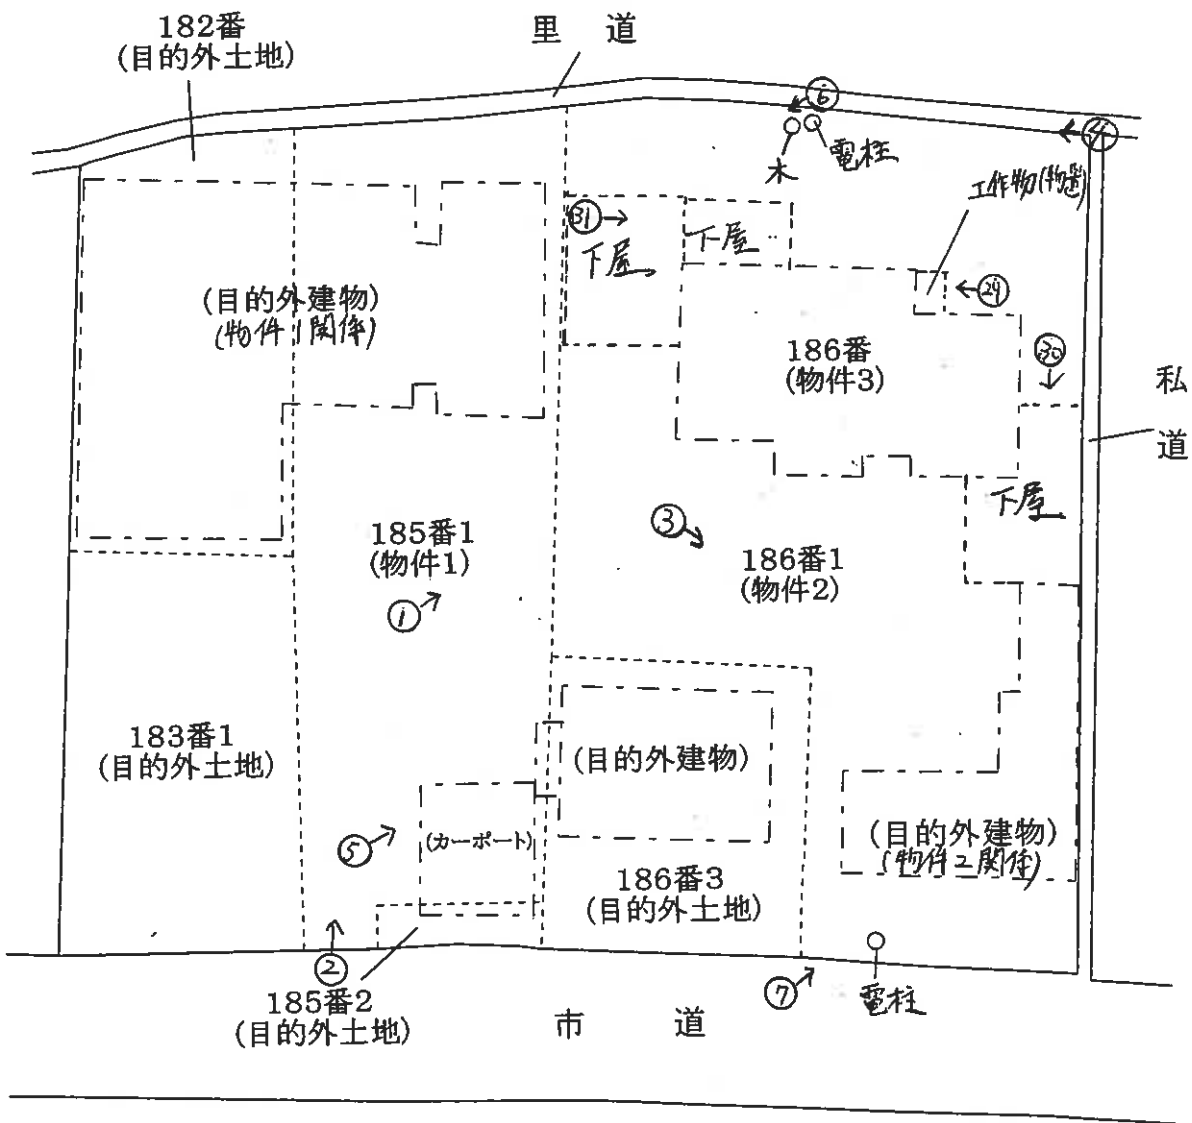 182番
(目的外土地)
里道
⑥
④
木
電柱
工作物(物置)
㉛
下屋
下屋
㉙
(目的外建物)
(物件1関係)
186番
(物件3)
㉚
私道
下屋
185番1
(物件1)
①
③
186番1
(物件2)
183番1
(目的外土地)
(目的外建物)
⑤
(カーポート)
(目的外建物)
(物件2関係)
186番3
(目的外土地)
②
185番2
(目的外土地)
⑦
電柱
市道